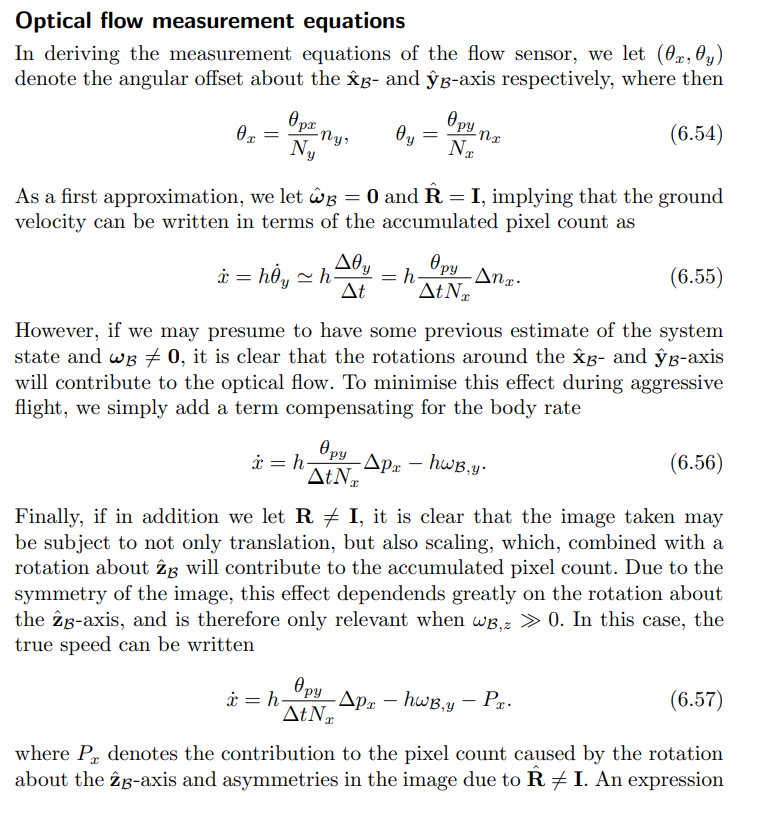 Optical flow measurement equations
In deriving the measurement equations of the flow sensor, we let (θ_x, θ_y)
denote the angular offset about the x̂_B- and ŷ_B-axis respectively, where then
θ_x = θ_px/N_y n_y, θ_y = θ_py/N_x n_x (6.54)
As a first approximation, we let ω̂_B = 0 and R̂ = I, implying that the ground
velocity can be written in terms of the accumulated pixel count as
ẋ = hθ̇_y ≃ h Δθ_y/Δt = h θ_py/ΔtN_x Δn_x. (6.55)
However, if we may presume to have some previous estimate of the system
state and ω_B ≠ 0, it is clear that the rotations around the x̂_B- and ŷ_B-axis
will contribute to the optical flow. To minimise this effect during aggressive
flight, we simply add a term compensating for the body rate
ẋ = h θ_py/ΔtN_x Δp_x − hω_B,y. (6.56)
Finally, if in addition we let R ≠ I, it is clear that the image taken may
be subject to not only translation, but also scaling, which, combined with a
rotation about ẑ_B will contribute to the accumulated pixel count. Due to the
symmetry of the image, this effect dependends greatly on the rotation about
the ẑ_B-axis, and is therefore only relevant when ω_B,z ≫ 0. In this case, the
true speed can be written
ẋ = h θ_py/ΔtN_x Δp_x − hω_B,y − P_x. (6.57)
where P_x denotes the contribution to the pixel count caused by the rotation
about the ẑ_B-axis and asymmetries in the image due to R̂ ≠ I. An expression